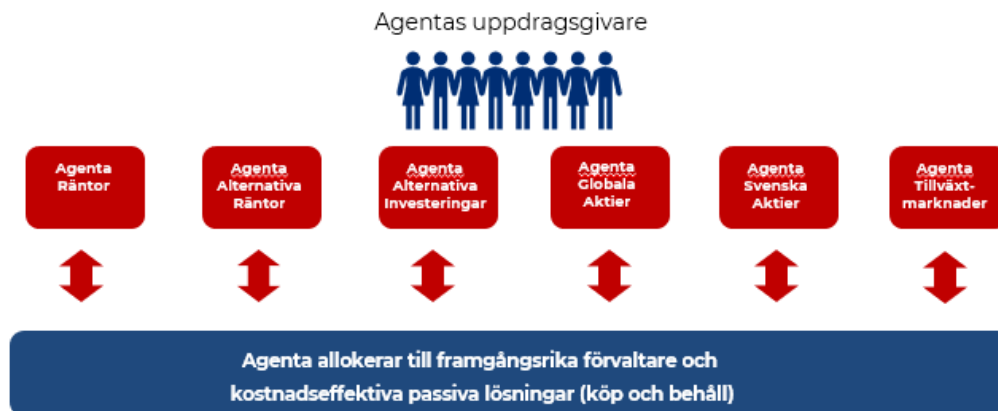 Agentas uppdragsgivare
Agenta
Räntor
Agenta
Alternativa
Räntor
Agenta
Alternativa
Investeringar
Agenta
Globala
Aktier
Agenta
Svenska
Aktier
Agenta
Tillväxt-
marknader
Agenta allokerar till framgångsrika förvaltare och
kostnadseffektiva passiva lösningar (köp och behåll)